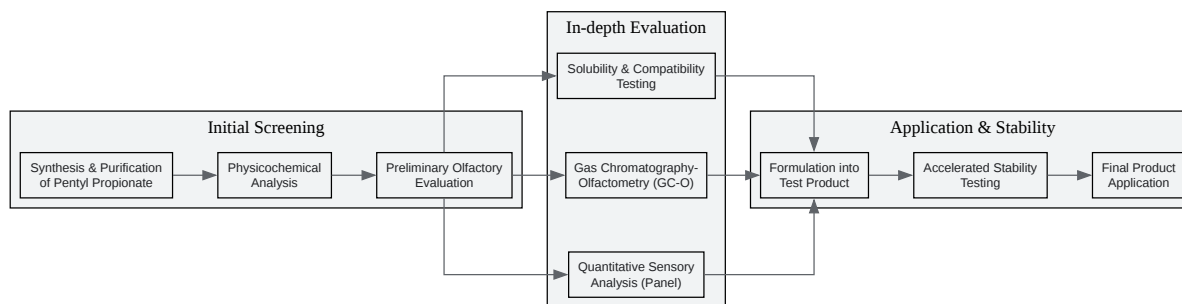 Initial Screening
Synthesis & Purification
of Pentyl Propionate
Physicochemical
Analysis
Preliminary Olfactory
Evaluation
In-depth Evaluation
Solubility & Compatibility
Testing
Gas Chromatography-
Olfactometry (GC-O)
Quantitative Sensory
Analysis (Panel)
Application & Stability
Formulation into
Test Product
Accelerated Stability
Testing
Final Product
Application